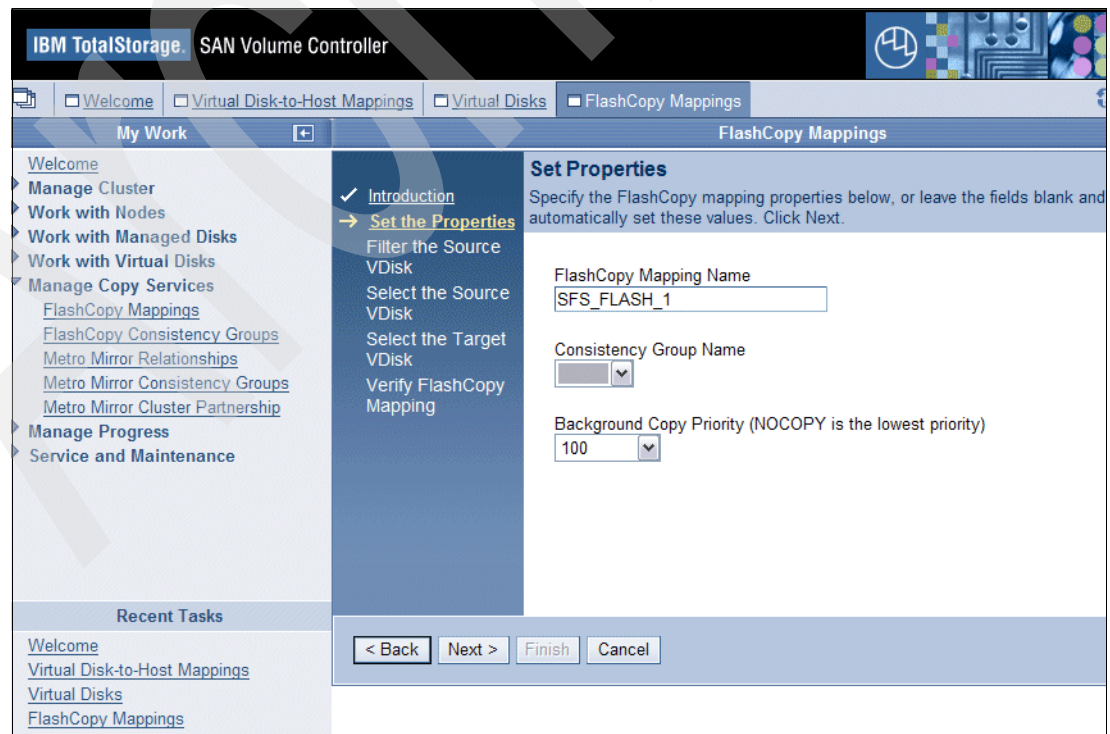 IBM TotalStorage. SAN Volume Controller
Welcome
Virtual Disk-to-Host Mappings
Virtual Disks
FlashCopy Mappings
My Work
FlashCopy Mappings
Welcome
Manage Cluster
Work with Nodes
Work with Managed Disks
Work with Virtual Disks
Manage Copy Services
FlashCopy Mappings
FlashCopy Consistency Groups
Metro Mirror Relationships
Metro Mirror Consistency Groups
Metro Mirror Cluster Partnership
Manage Progress
Service and Maintenance
Recent Tasks
Welcome
Virtual Disk-to-Host Mappings
Virtual Disks
FlashCopy Mappings
Introduction
Set the Properties
Filter the Source
VDisk
Select the Source
VDisk
Select the Target
VDisk
Verify FlashCopy
Mapping
Set Properties
Specify the FlashCopy mapping properties below, or leave the fields blank and
automatically set these values. Click Next.
FlashCopy Mapping Name
SFS_FLASH_1
Consistency Group Name
Background Copy Priority (NOCOPY is the lowest priority)
100
< Back
Next >
Finish
Cancel